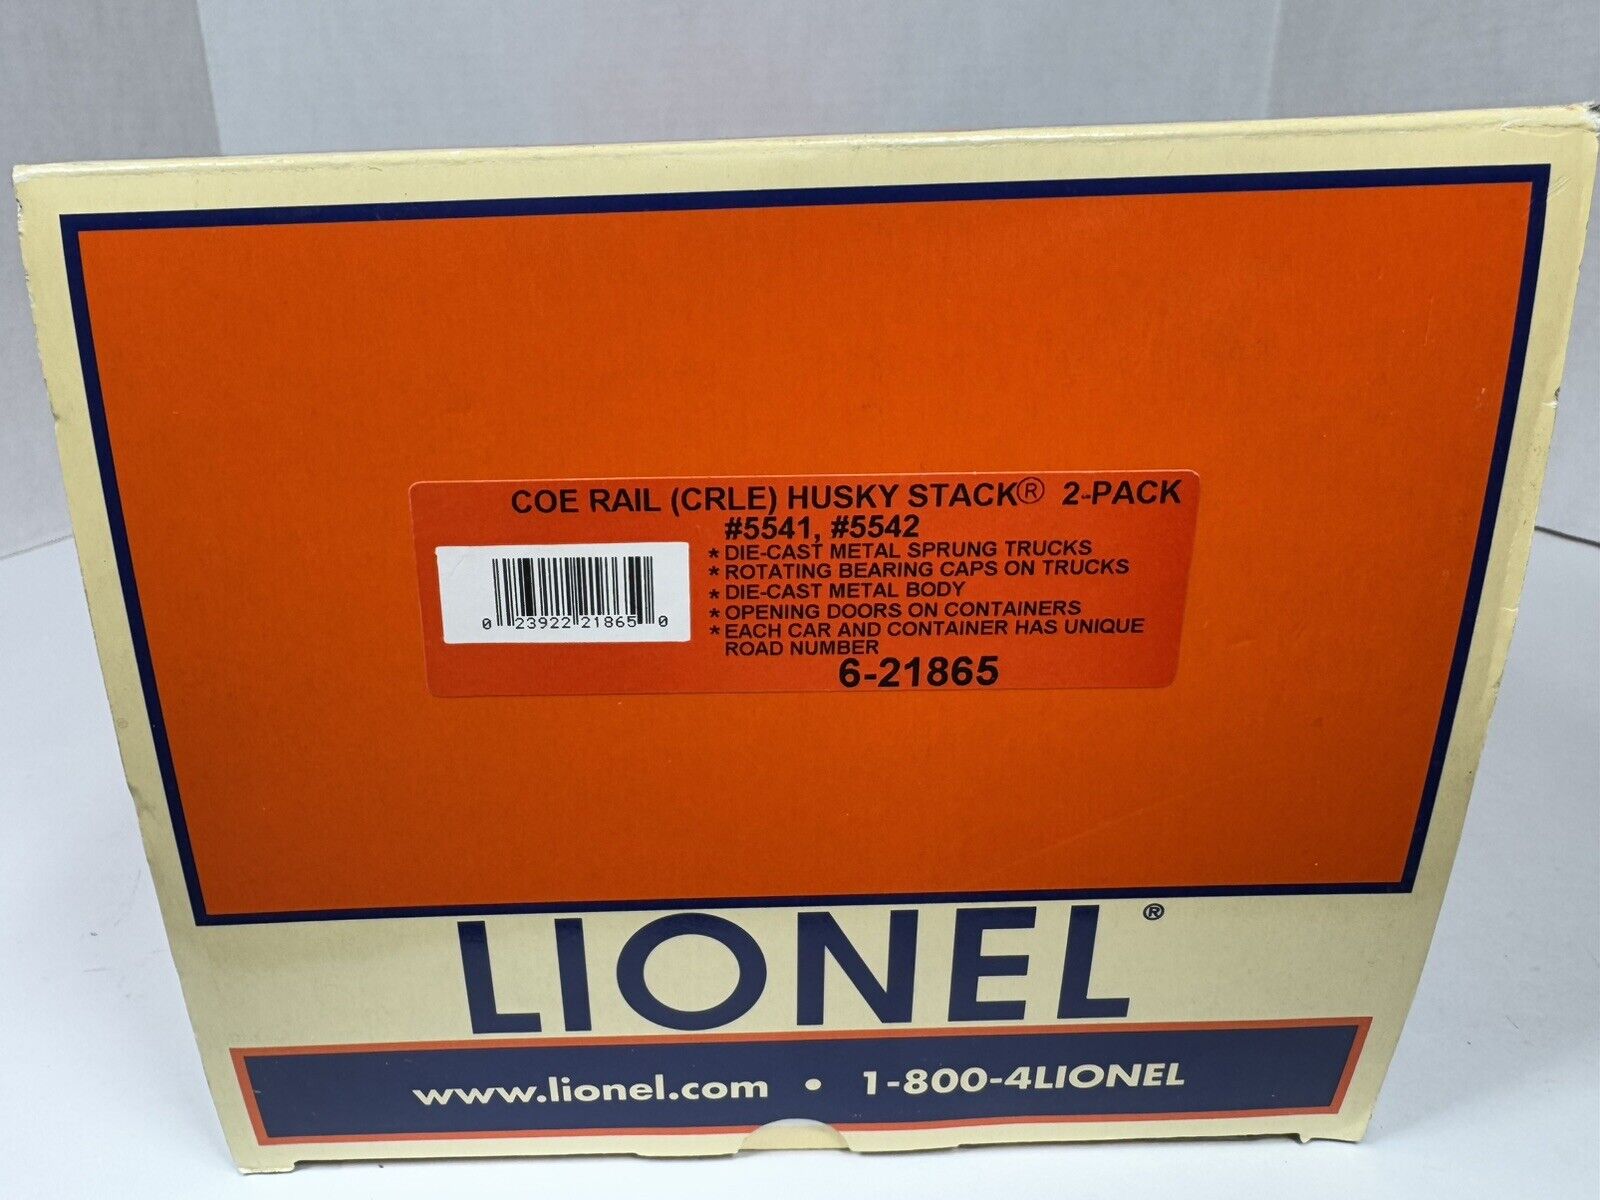 COE RAIL (CRLE) HUSKY STACK® 2-PACK
#5541, #5542
* DIE-CAST METAL SPRUNG TRUCKS
* ROTATING BEARING CAPS ON TRUCKS
* DIE-CAST METAL BODY
* OPENING DOORS ON CONTAINERS
* EACH CAR AND CONTAINER HAS UNIQUE
ROAD NUMBER
6-21865
0 23922 21865 0
LIONEL®
www.lionel.com • 1-800-4LIONEL